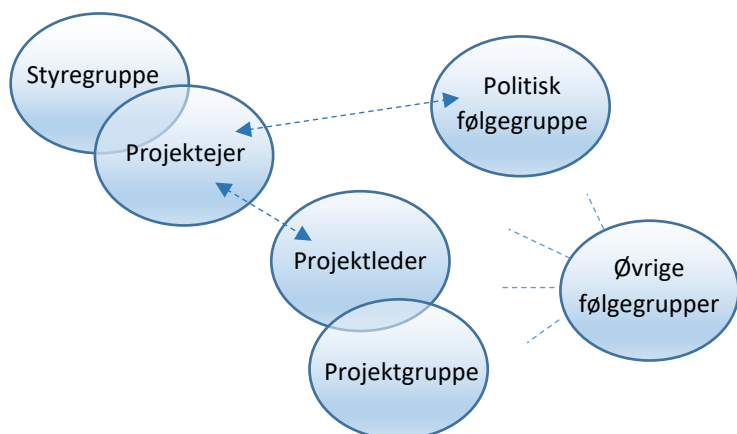 Styregruppe
Projektejer
Politisk
følgegruppe
Projektleder
Øvrige
følgegrupper
Projektgruppe